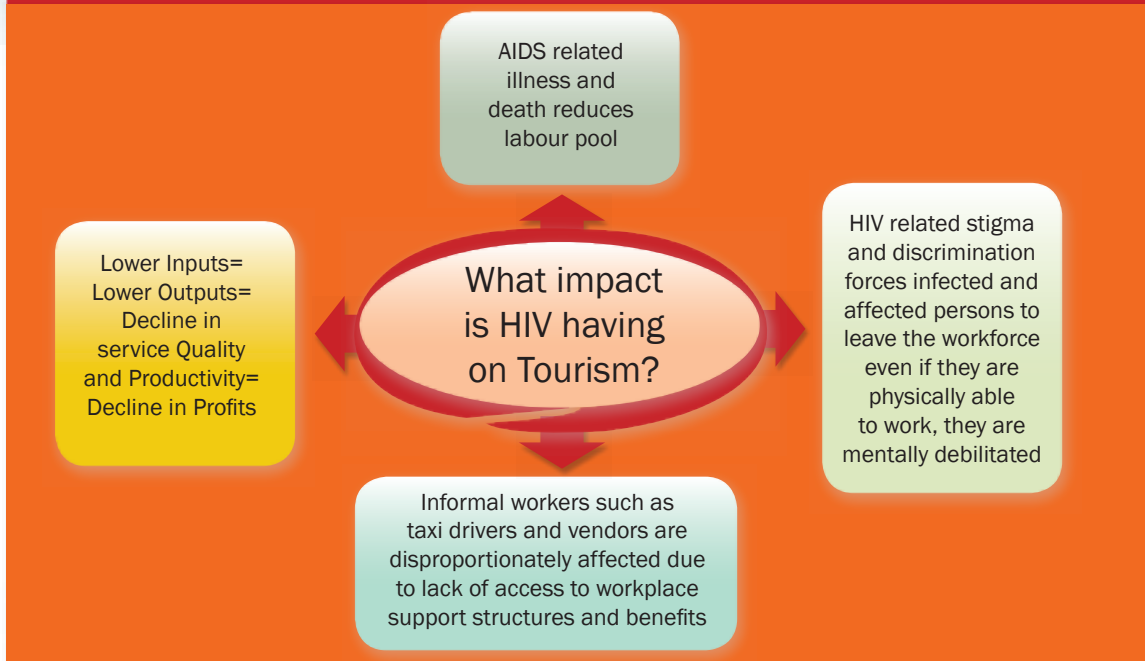 AIDS related
illness and
death reduces
labour pool
What impact
is HIV having
on Tourism?
Lower Inputs=
Lower Outputs=
Decline in
service Quality
and Productivity=
Decline in Profits
HIV related stigma
and discrimination
forces infected and
affected persons to
leave the workforce
even if they are
physically able
to work, they are
mentally debilitated
Informal workers such as
taxi drivers and vendors are
disproportionately affected due
to lack of access to workplace
support structures and benefits